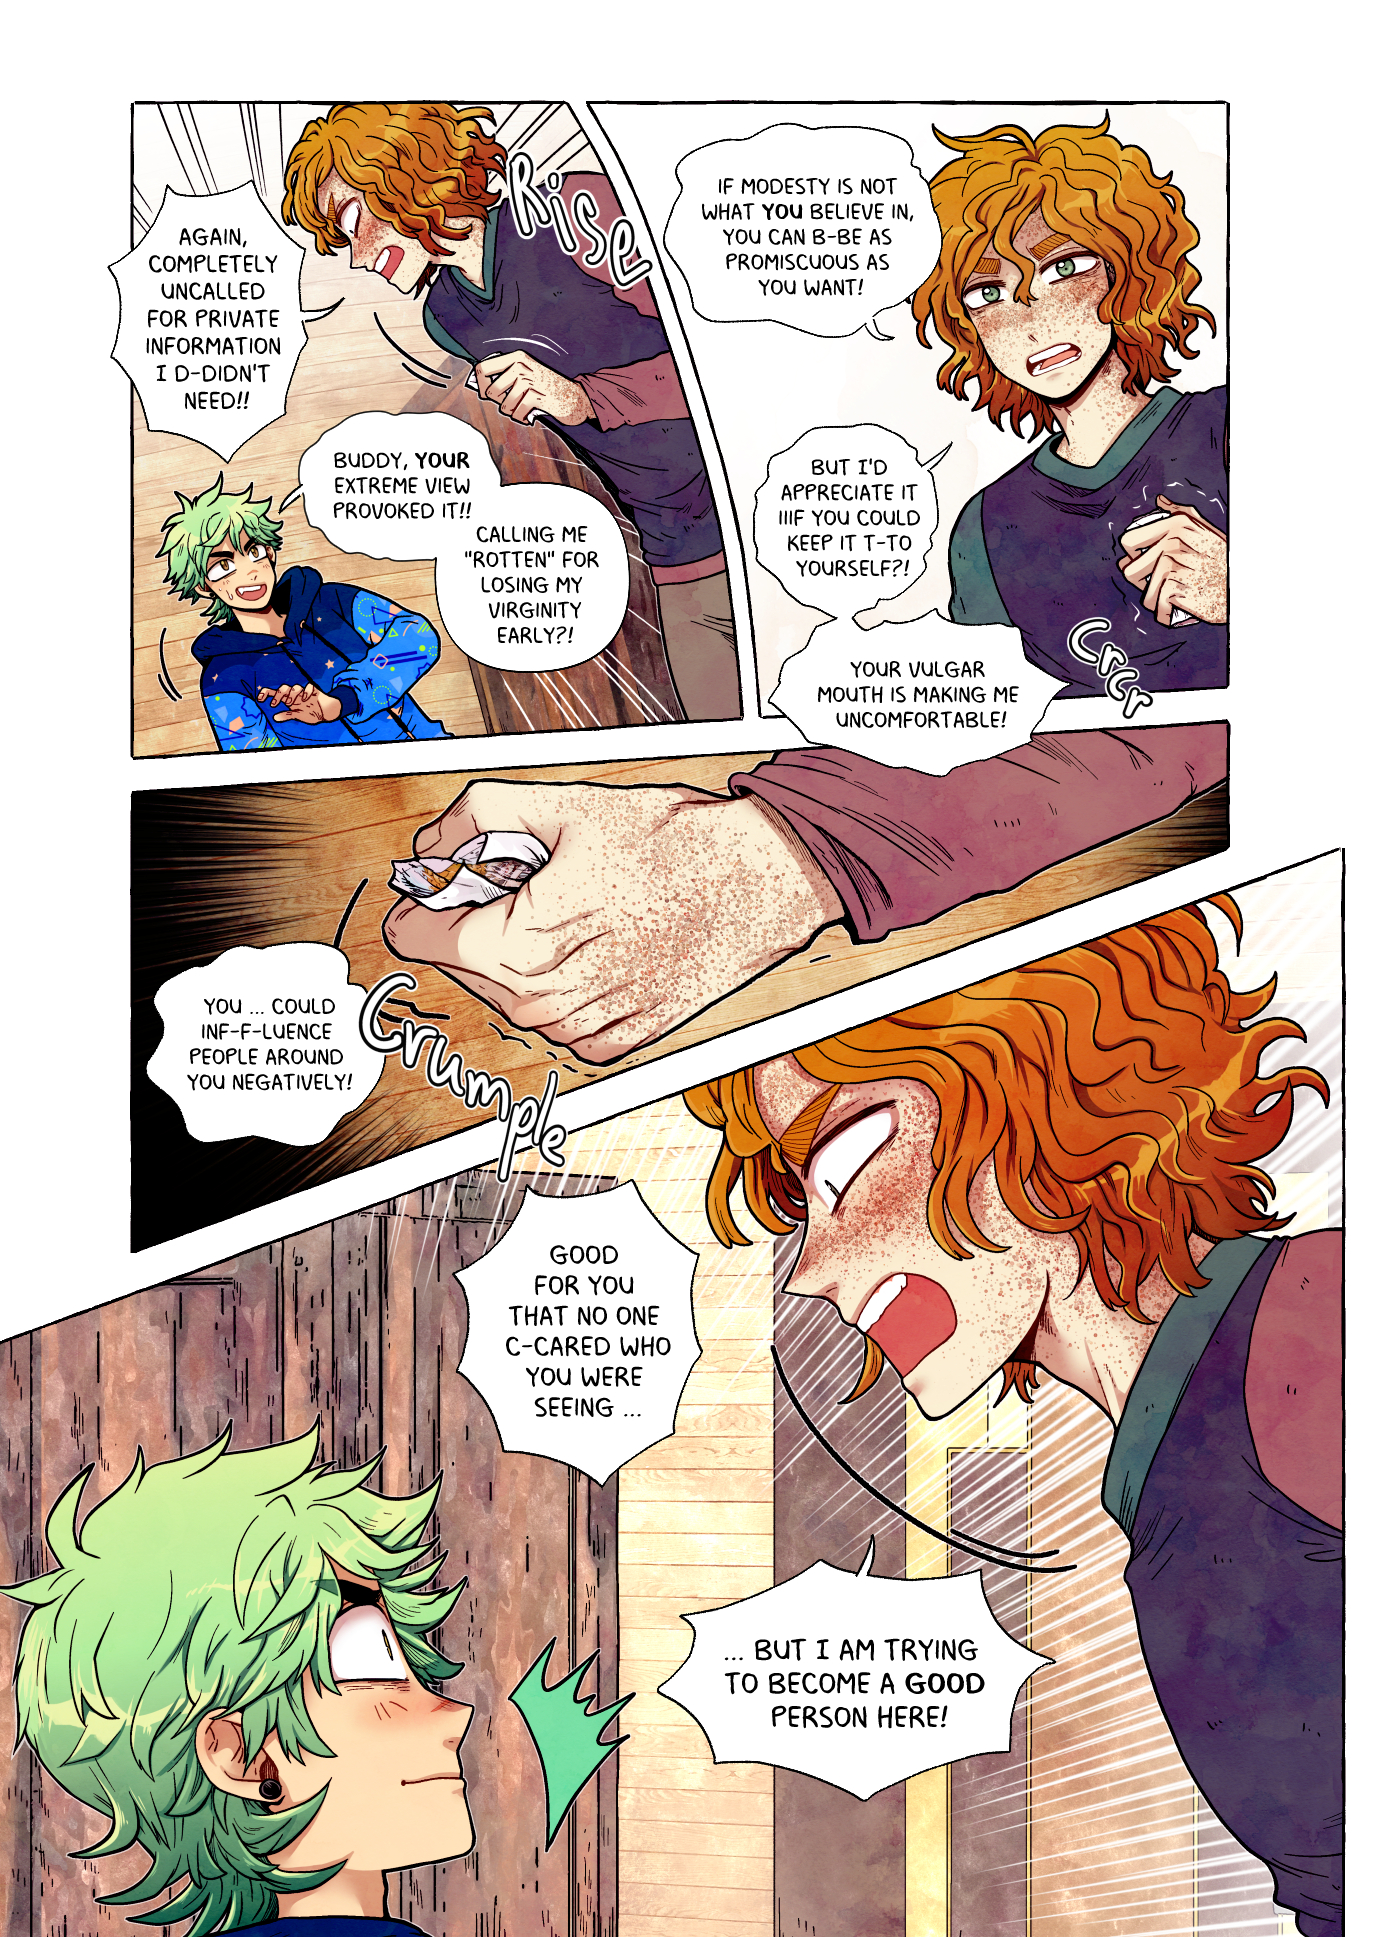 AGAIN,
COMPLETELY
UNCALLED
FOR PRIVATE
INFORMATION
I D-DIDN'T
NEED!!
RISE
BUDDY, YOUR
EXTREME VIEW
PROVOKED IT!!
CALLING ME
"ROTTEN" FOR
LOSING MY
VIRGINITY
EARLY?!
IF MODESTY IS NOT
WHAT YOU BELIEVE IN,
YOU CAN B-BE AS
PROMISCUOUS AS
YOU WANT!
BUT I'D
APPRECIATE IT
IIIF YOU COULD
KEEP IT T-TO
YOURSELF?!
YOUR VULGAR
MOUTH IS MAKING ME
UNCOMFORTABLE!
Crcr
YOU ... COULD
INF-F-LUENCE
PEOPLE AROUND
YOU NEGATIVELY!
Crumple
GOOD
FOR YOU
THAT NO ONE
C-CARED WHO
YOU WERE
SEEING ...
... BUT I AM TRYING
TO BECOME A GOOD
PERSON HERE!